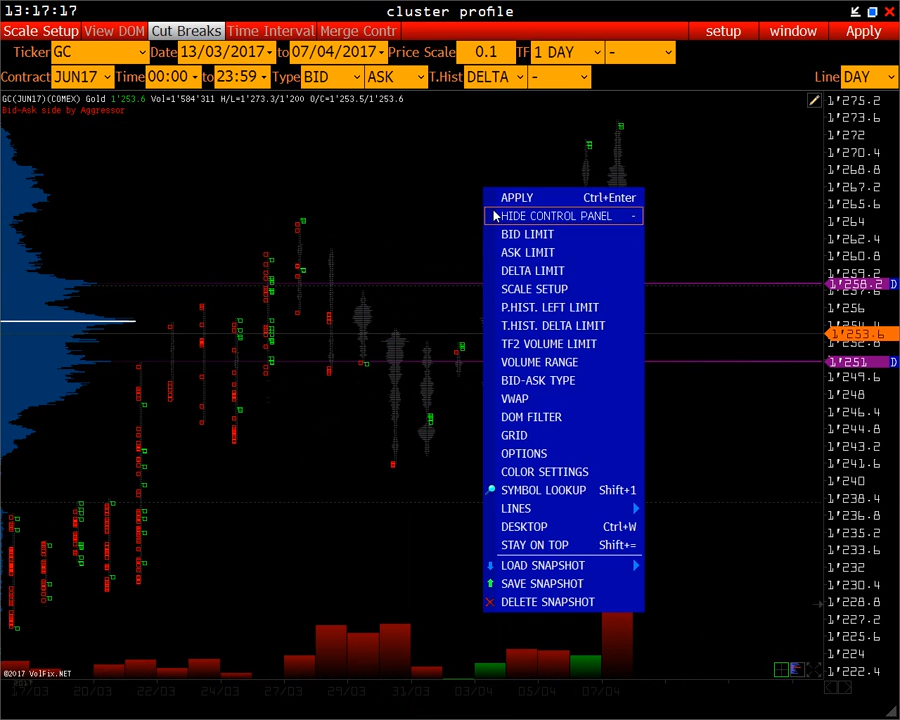 13:17:17
cluster profile
Scale Setup View DOM Cut Breaks Time Interval Merge Contr setup window Apply
Ticker GC Date 13/03/2017 to 07/04/2017 Price Scale 0.1 TF 1 DAY -
Contract JUN17 Time 00:00 to 23:59 Type BID ASK T.Hist DELTA - Line DAY
GC(JUN17)(COMEX) Gold 1'253.6 Vol=1'584'311 H/L=1'273.3/1'200 O/C=1'253.5/1'253.6
Bid-Ask side by Aggressor
1'275.2
1'273.6
1'272
1'270.4
1'268.8
1'267.2
1'265.6
1'264
1'262.4
1'260.8
1'259.2
1'258.2 D
1'257.6
1'256
1'253.6
1'252.8
1'251 D
1'249.6
1'248
1'246.4
1'244.8
1'243.2
1'241.6
1'240
1'238.4
1'236.8
1'235.2
1'233.6
1'232
1'230.4
1'228.8
1'227.2
1'225.6
1'224
1'222.4
APPLY Ctrl+Enter
HIDE CONTROL PANEL -
BID LIMIT
ASK LIMIT
DELTA LIMIT
SCALE SETUP
P.HIST. LEFT LIMIT
T.HIST. DELTA LIMIT
TF2 VOLUME LIMIT
VOLUME RANGE
BID-ASK TYPE
VWAP
DOM FILTER
GRID
OPTIONS
COLOR SETTINGS
SYMBOL LOOKUP Shift+1
LINES
DESKTOP Ctrl+W
STAY ON TOP Shift+=
LOAD SNAPSHOT
SAVE SNAPSHOT
DELETE SNAPSHOT
©2017 VolFix.NET
17/03 20/03 22/03 24/03 27/03 29/03 31/03 03/04 05/04 07/04
2017